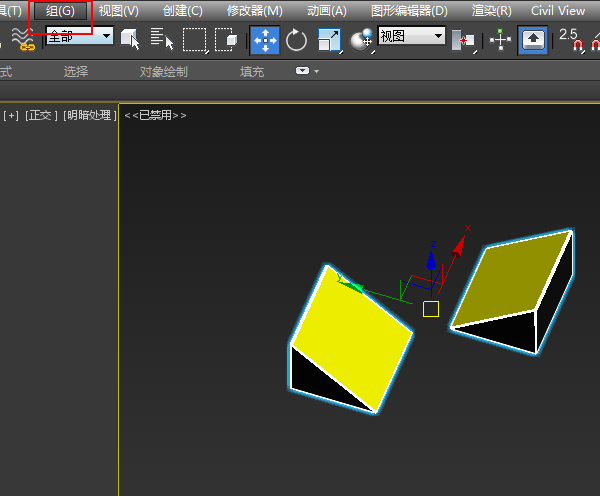 具(T) 组(G) 视图(V) 创建(C) 修改器(M) 动画(A) 图形编辑器(D) 渲染(R) Civil View
全部 视图 2.5
式 选择 对象绘制 填充
[+] [正交] [明暗处理] <<已禁用>>
z x y